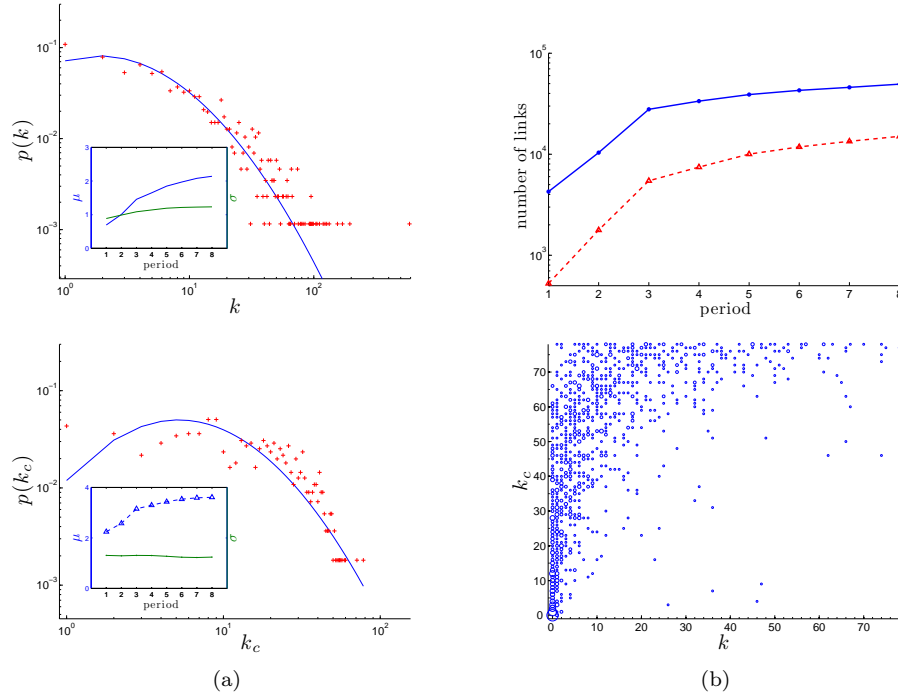 10^-1
10^-2
10^-3
p(k)
3
2
1
0
μ
σ
1 2 3 4 5 6 7 8
period
10^0 10^1 10^2
k
10^5
10^4
10^3
number of links
1 2 3 4 5 6 7 8
period
10^-1
10^-2
10^-3
p(k_c)
4
2
0
μ
σ
1 2 3 4 5 6 7 8
period
10^0 10^1 10^2
k_c
70
60
50
40
30
20
10
0
k_c
0 10 20 30 40 50 60 70
k
(a)
(b)